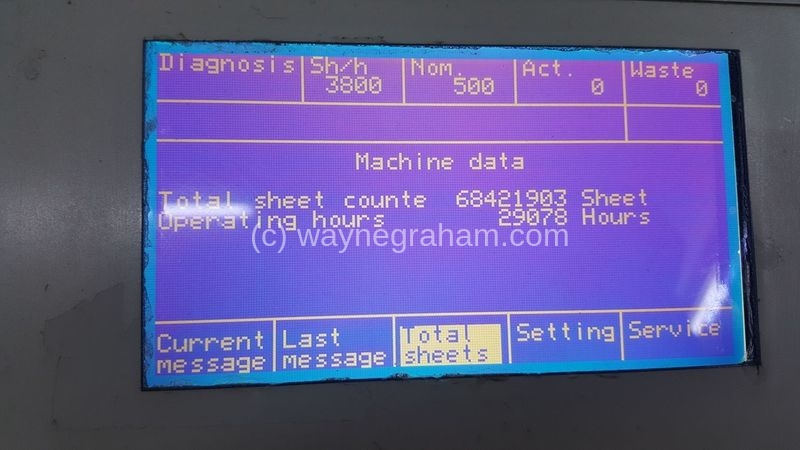 Diagnosis Sh/h Nom. Act. Waste
3800 500 0 0
Machine data
Total sheet counte 68421903 Sheet
Operating hours 29078 Hours
(c) waynegraham.com
Current Last Total Setting Service
message message sheets